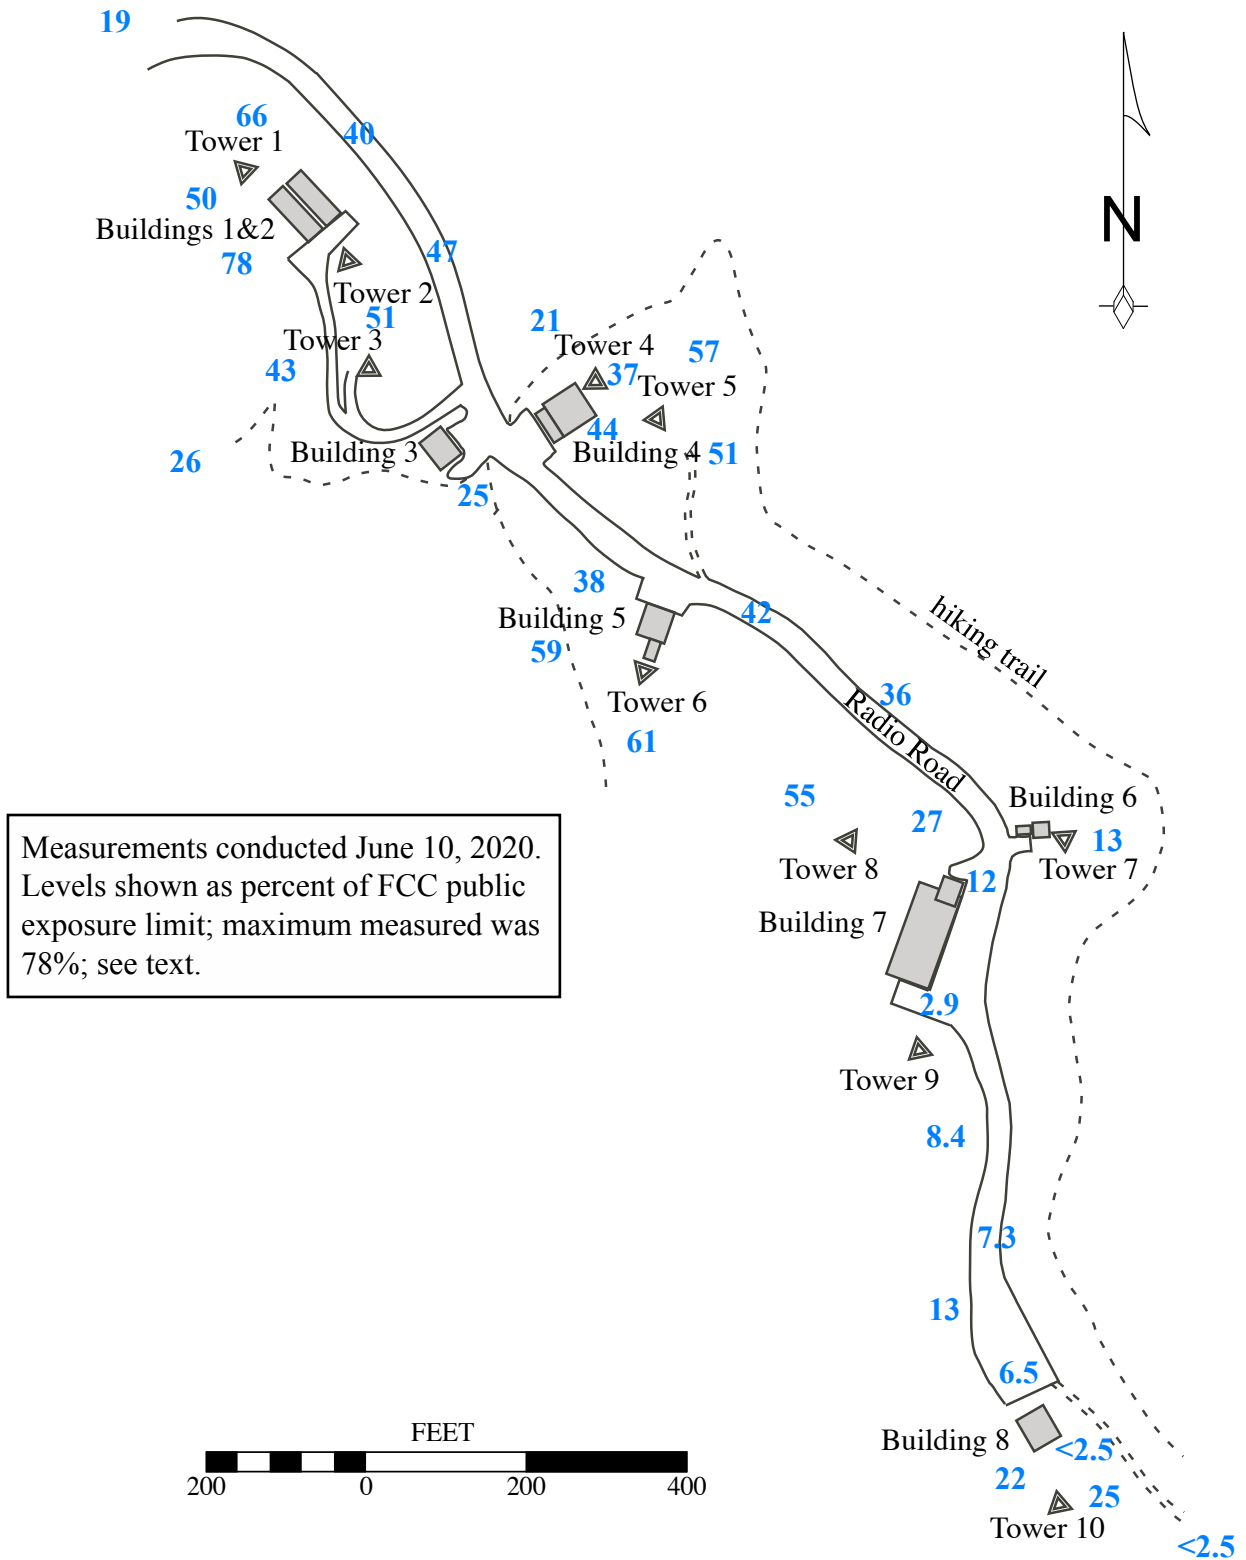 19
66
Tower 1
40
50
Buildings 1&2
78
47
N
Tower 2
51
Tower 3
43
21
Tower 4
57
37
Tower 5
44
Building 3
Building 4
51
26
25
38
Building 5
42
59
hiking trail
Tower 6
36
Radio Road
61
55
27
Building 6
13
Tower 8
Tower 7
12
Building 7
Measurements conducted June 10, 2020.
Levels shown as percent of FCC public
exposure limit; maximum measured was
78%; see text.
2.9
Tower 9
8.4
7.3
13
6.5
FEET
200 0 200 400
Building 8
<2.5
22
25
Tower 10
<2.5